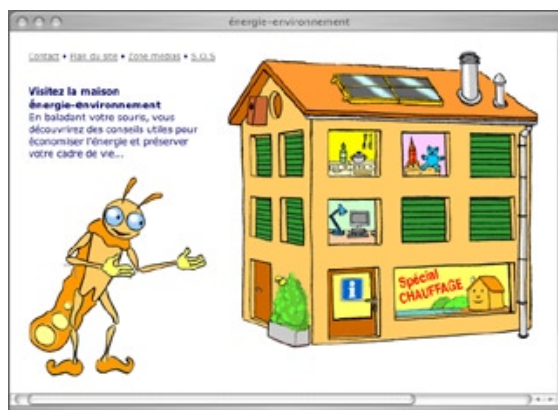 énergie-environnement
Contact • Plan du site • Zone médias • S.O.S
Visitez la maison
énergie-environnement
En baladant votre souris, vous
découvrirez des conseils utiles pour
économiser l'énergie et préserver
votre cadre de vie...
i
Spécial
CHAUFFAGE